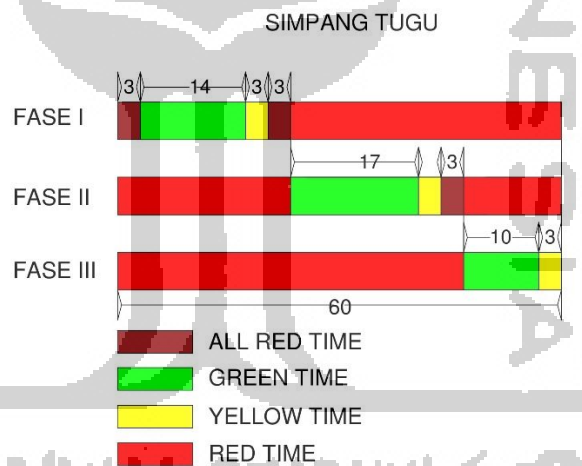 SIMPANG TUGU
3 14 3 3
FASE I
17 3
FASE II
10 3
FASE III
60
ALL RED TIME
GREEN TIME
YELLOW TIME
RED TIME